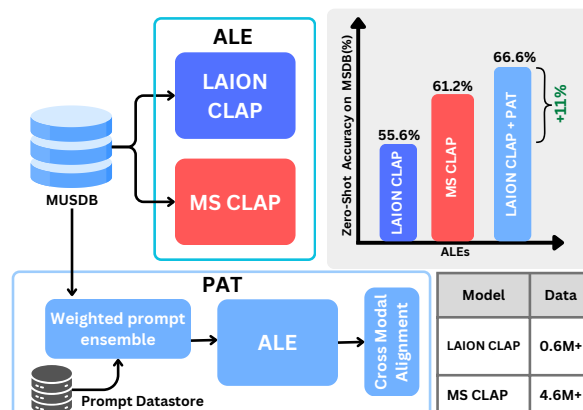 ALE
LAION
CLAP
MS CLAP
MUSDB
Zero-Shot Accuracy on MSDB(%)
55.6%
61.2%
66.6%
+11%
LAION CLAP
MS CLAP
LAION CLAP + PAT
ALEs
PAT
Weighted prompt
ensemble
ALE
Cross Modal
Alignment
Prompt Datastore
Model Data
LAION CLAP 0.6M+
MS CLAP 4.6M+